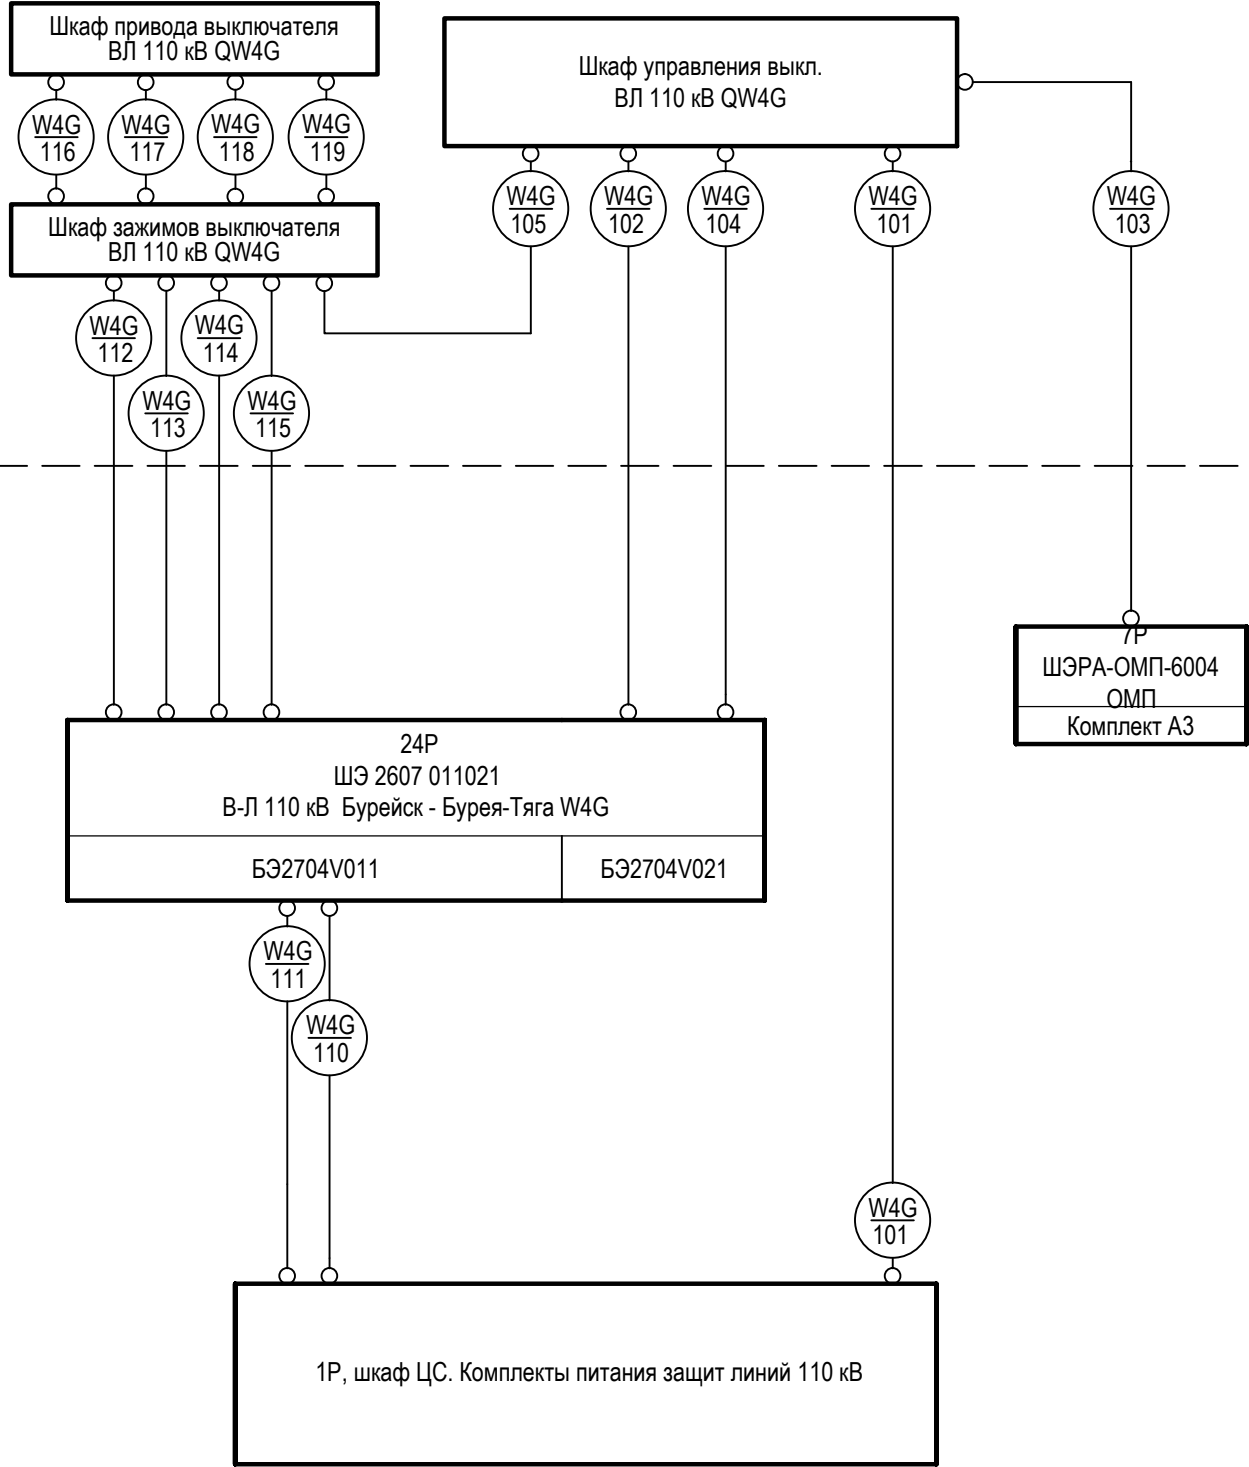 Шкаф привода выключателя
ВЛ 110 кВ QW4G
Шкаф управления выкл.
ВЛ 110 кВ QW4G
W4G
116
W4G
117
W4G
118
W4G
119
Шкаф зажимов выключателя
ВЛ 110 кВ QW4G
W4G
105
W4G
102
W4G
104
W4G
101
W4G
103
W4G
112
W4G
114
W4G
113
W4G
115
7Р
ШЭРА-ОМП-6004
ОМП
Комплект А3
24Р
ШЭ 2607 011021
В-Л 110 кВ  Бурейск - Бурея-Тяга W4G
БЭ2704V011
БЭ2704V021
W4G
111
W4G
110
W4G
101
1Р, шкаф ЦС. Комплекты питания защит линий 110 кВ